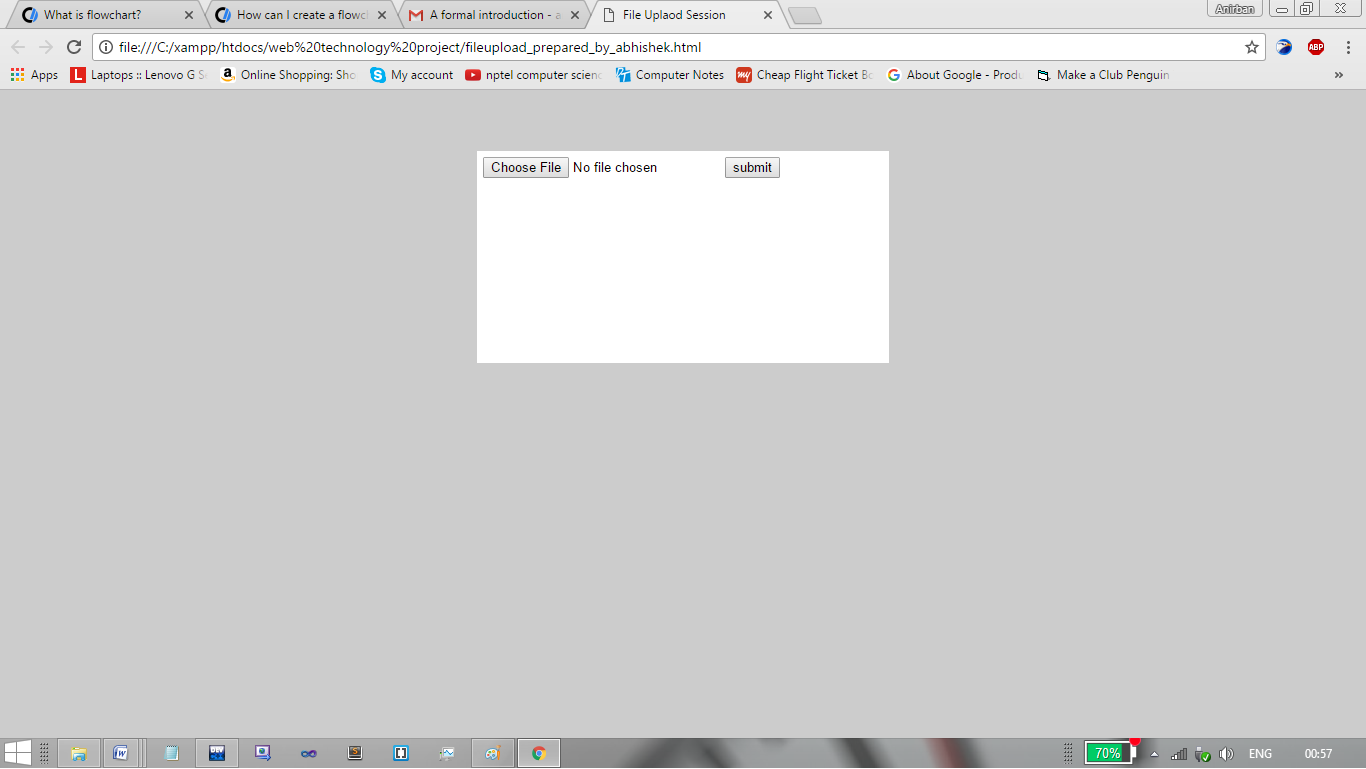 What is flowchart?
How can I create a flowch
A formal introduction - a
File Uplaod Session
Anirban
file:///C:/xampp/htdocs/web%20technology%20project/fileupload_prepared_by_abhishek.html
ABP
Apps
Laptops :: Lenovo G S
Online Shopping: Sho
My account
nptel computer scienc
Computer Notes
my
Cheap Flight Ticket Bo
About Google - Produ
Make a Club Penguin
»
Choose File No file chosen submit
70%
ENG
00:57